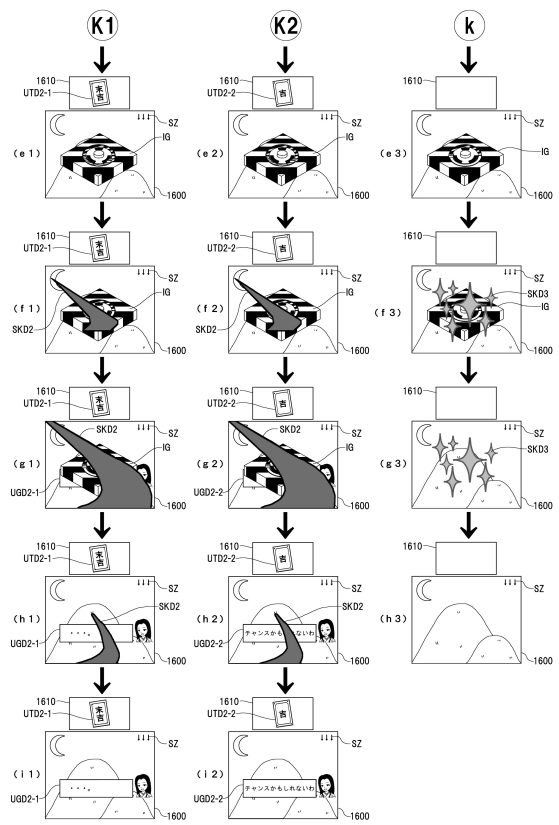 K1 K2 k
1610 1610 1610
UTD2-1 末吉 UTD2-2 吉
(e1) SZ IG 1600 (e2) SZ IG 1600 (e3) SZ IG 1600
1610 1610 1610
UTD2-1 末吉 UTD2-2 吉
(f1) SZ IG SKD2 1600 (f2) SZ IG SKD2 1600 (f3) SZ SKD3 IG 1600
1610 1610 1610
UTD2-1 末吉 UTD2-2 吉
(g1) SKD2 SZ IG UGD2-1 1600 (g2) SKD2 SZ IG UGD2-2 1600 (g3) SZ SKD3 1600
1610 1610 1610
UTD2-1 末吉 UTD2-2 吉
(h1) SZ SKD2 UGD2-1 ・・・。 1600 (h2) SZ SKD2 UGD2-2 チャンスかも れないわ 1600 (h3) SZ 1600
1610 1610
UTD2-1 末吉 UTD2-2 吉
(i1) SZ UGD2-1 ・・・。 1600 (i2) SZ UGD2-2 チャンスかもしれないわ 1600